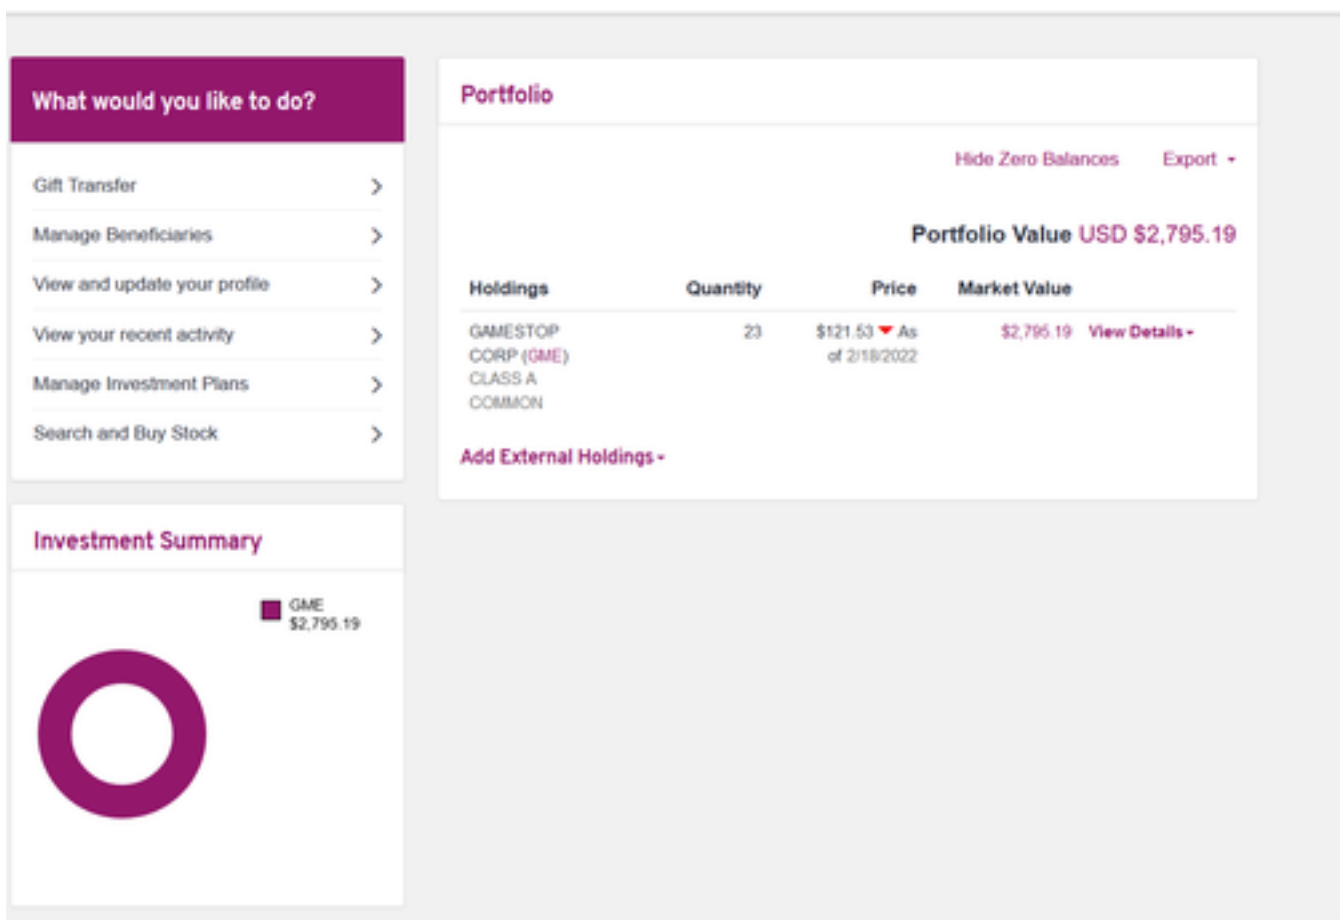 What would you like to do?
Gift Transfer
Manage Beneficiaries
View and update your profile
View your recent activity
Manage Investment Plans
Search and Buy Stock
Portfolio
Hide Zero Balances Export
Portfolio Value USD $2,795.19
Holdings Quantity Price Market Value
GAMESTOP 23 $121.53 As $2,795.19 View Details
CORP (GME) of 2/18/2022
CLASS A
COMMON
Add External Holdings
Investment Summary
GME
$2,795.19